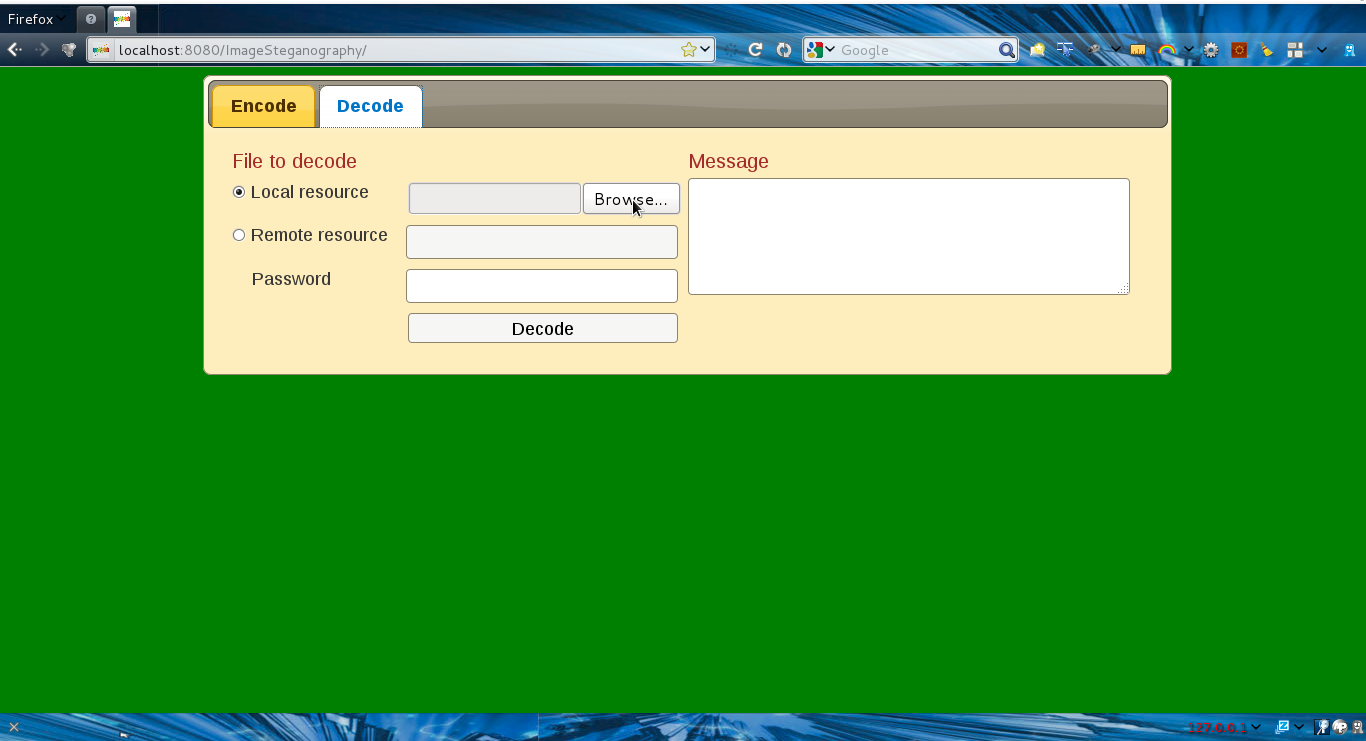 Firefox
localhost:8080/ImageSteganography/
Google
Encode
Decode
File to decode
Message
Local resource
Browse...
Remote resource
Password
Decode
127.0.0.1